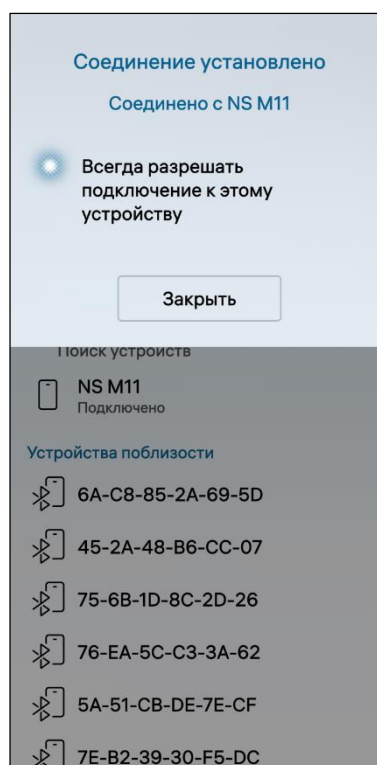 Соединение установлено
Соединено с NS M11
Всегда разрешать
подключение к этому
устройству
Закрыть
Поиск устройств
NS M11
Подключено
Устройства поблизости
6A-C8-85-2A-69-5D
45-2A-48-B6-CC-07
75-6B-1D-8C-2D-26
76-EA-5C-C3-3A-62
5A-51-CB-DE-7E-CF
7E-B2-39-30-F5-DC